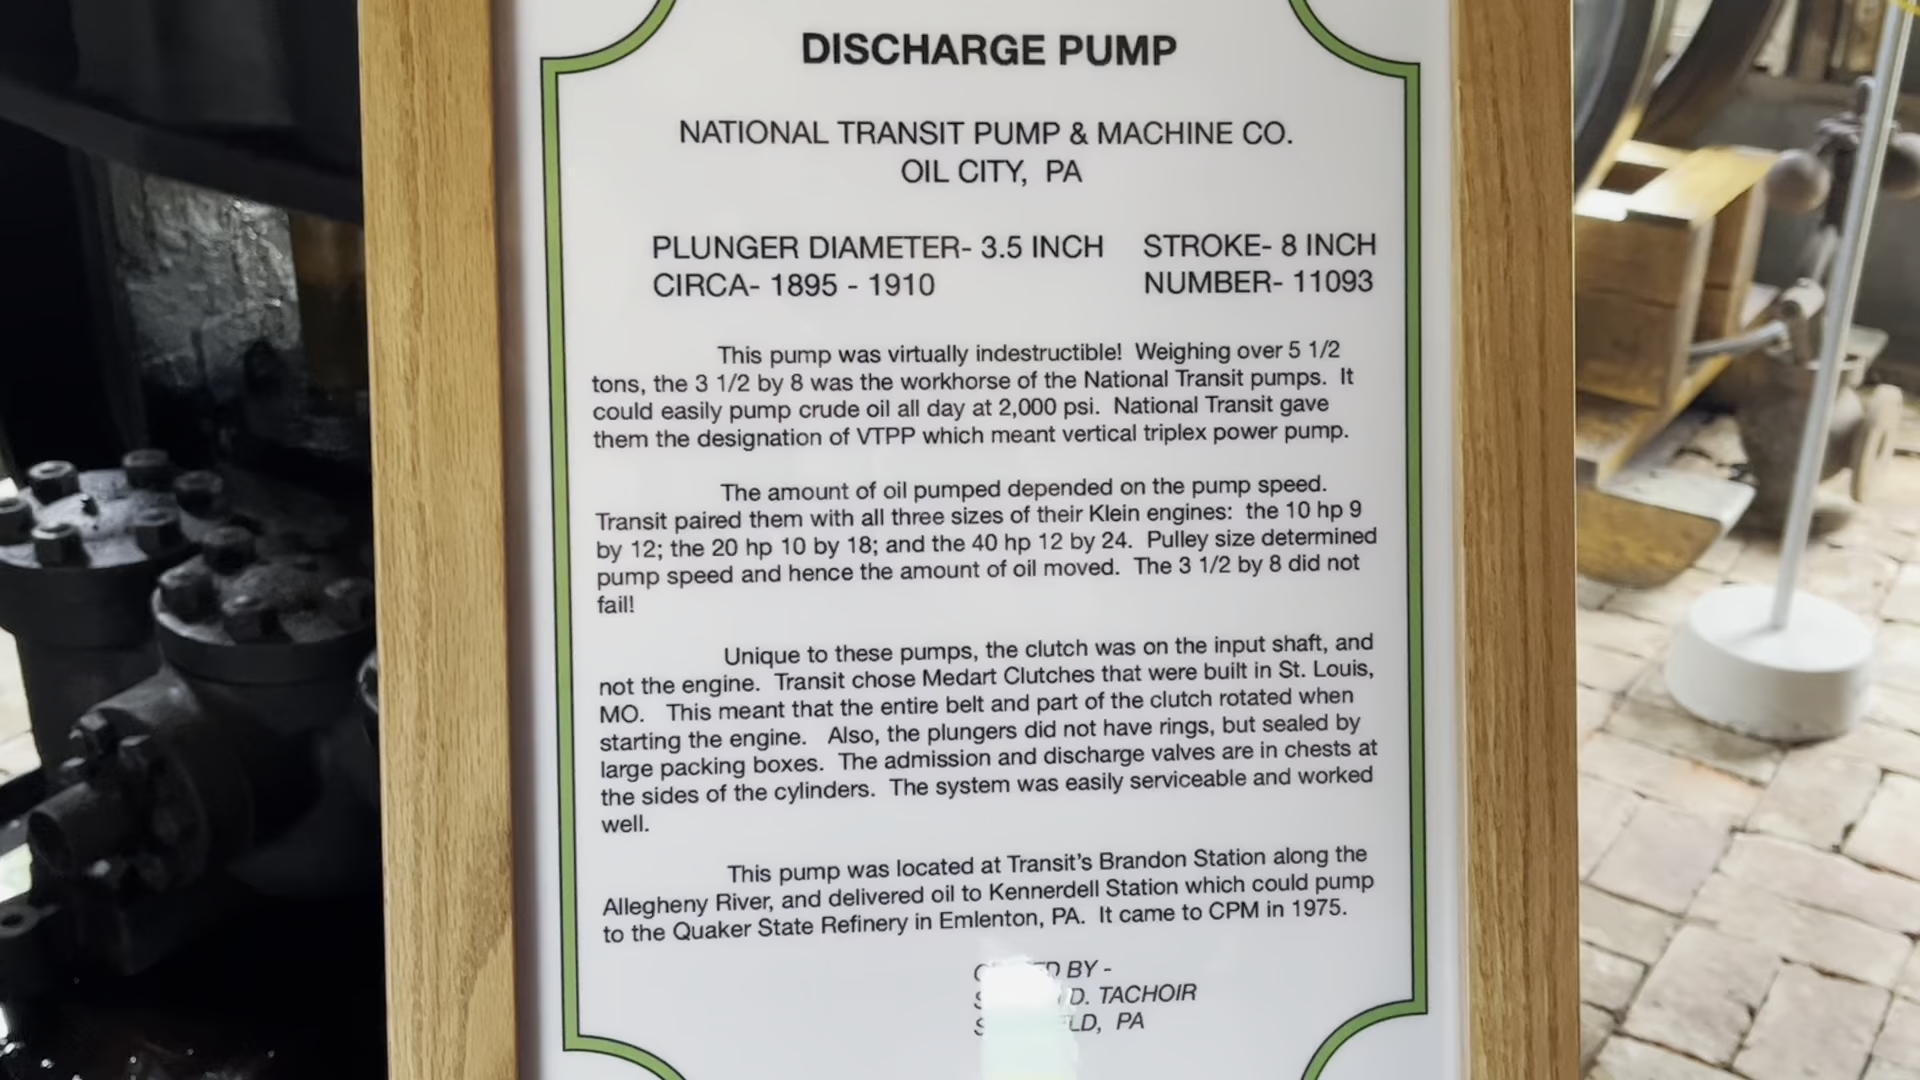 DISCHARGE PUMP
NATIONAL TRANSIT PUMP & MACHINE CO.
OIL CITY, PA
PLUNGER DIAMETER- 3.5 INCH STROKE- 8 INCH
CIRCA- 1895 - 1910 NUMBER- 11093
This pump was virtually indestructible! Weighing over 5 1/2
tons, the 3 1/2 by 8 was the workhorse of the National Transit pumps. It
could easily pump crude oil all day at 2,000 psi. National Transit gave
them the designation of VTPP which meant vertical triplex power pump.
The amount of oil pumped depended on the pump speed.
Transit paired them with all three sizes of their Klein engines: the 10 hp 9
by 12; the 20 hp 10 by 18; and the 40 hp 12 by 24. Pulley size determined
pump speed and hence the amount of oil moved. The 3 1/2 by 8 did not
fail!
Unique to these pumps, the clutch was on the input shaft, and
not the engine. Transit chose Medart Clutches that were built in St. Louis,
MO. This meant that the entire belt and part of the clutch rotated when
starting the engine. Also, the plungers did not have rings, but sealed by
large packing boxes. The admission and discharge valves are in chests at
the sides of the cylinders. The system was easily serviceable and worked
well.
This pump was located at Transit's Brandon Station along the
Allegheny River, and delivered oil to Kennerdell Station which could pump
to the Quaker State Refinery in Emlenton, PA. It came to CPM in 1975.
BY -
D. TACHOIR
PA